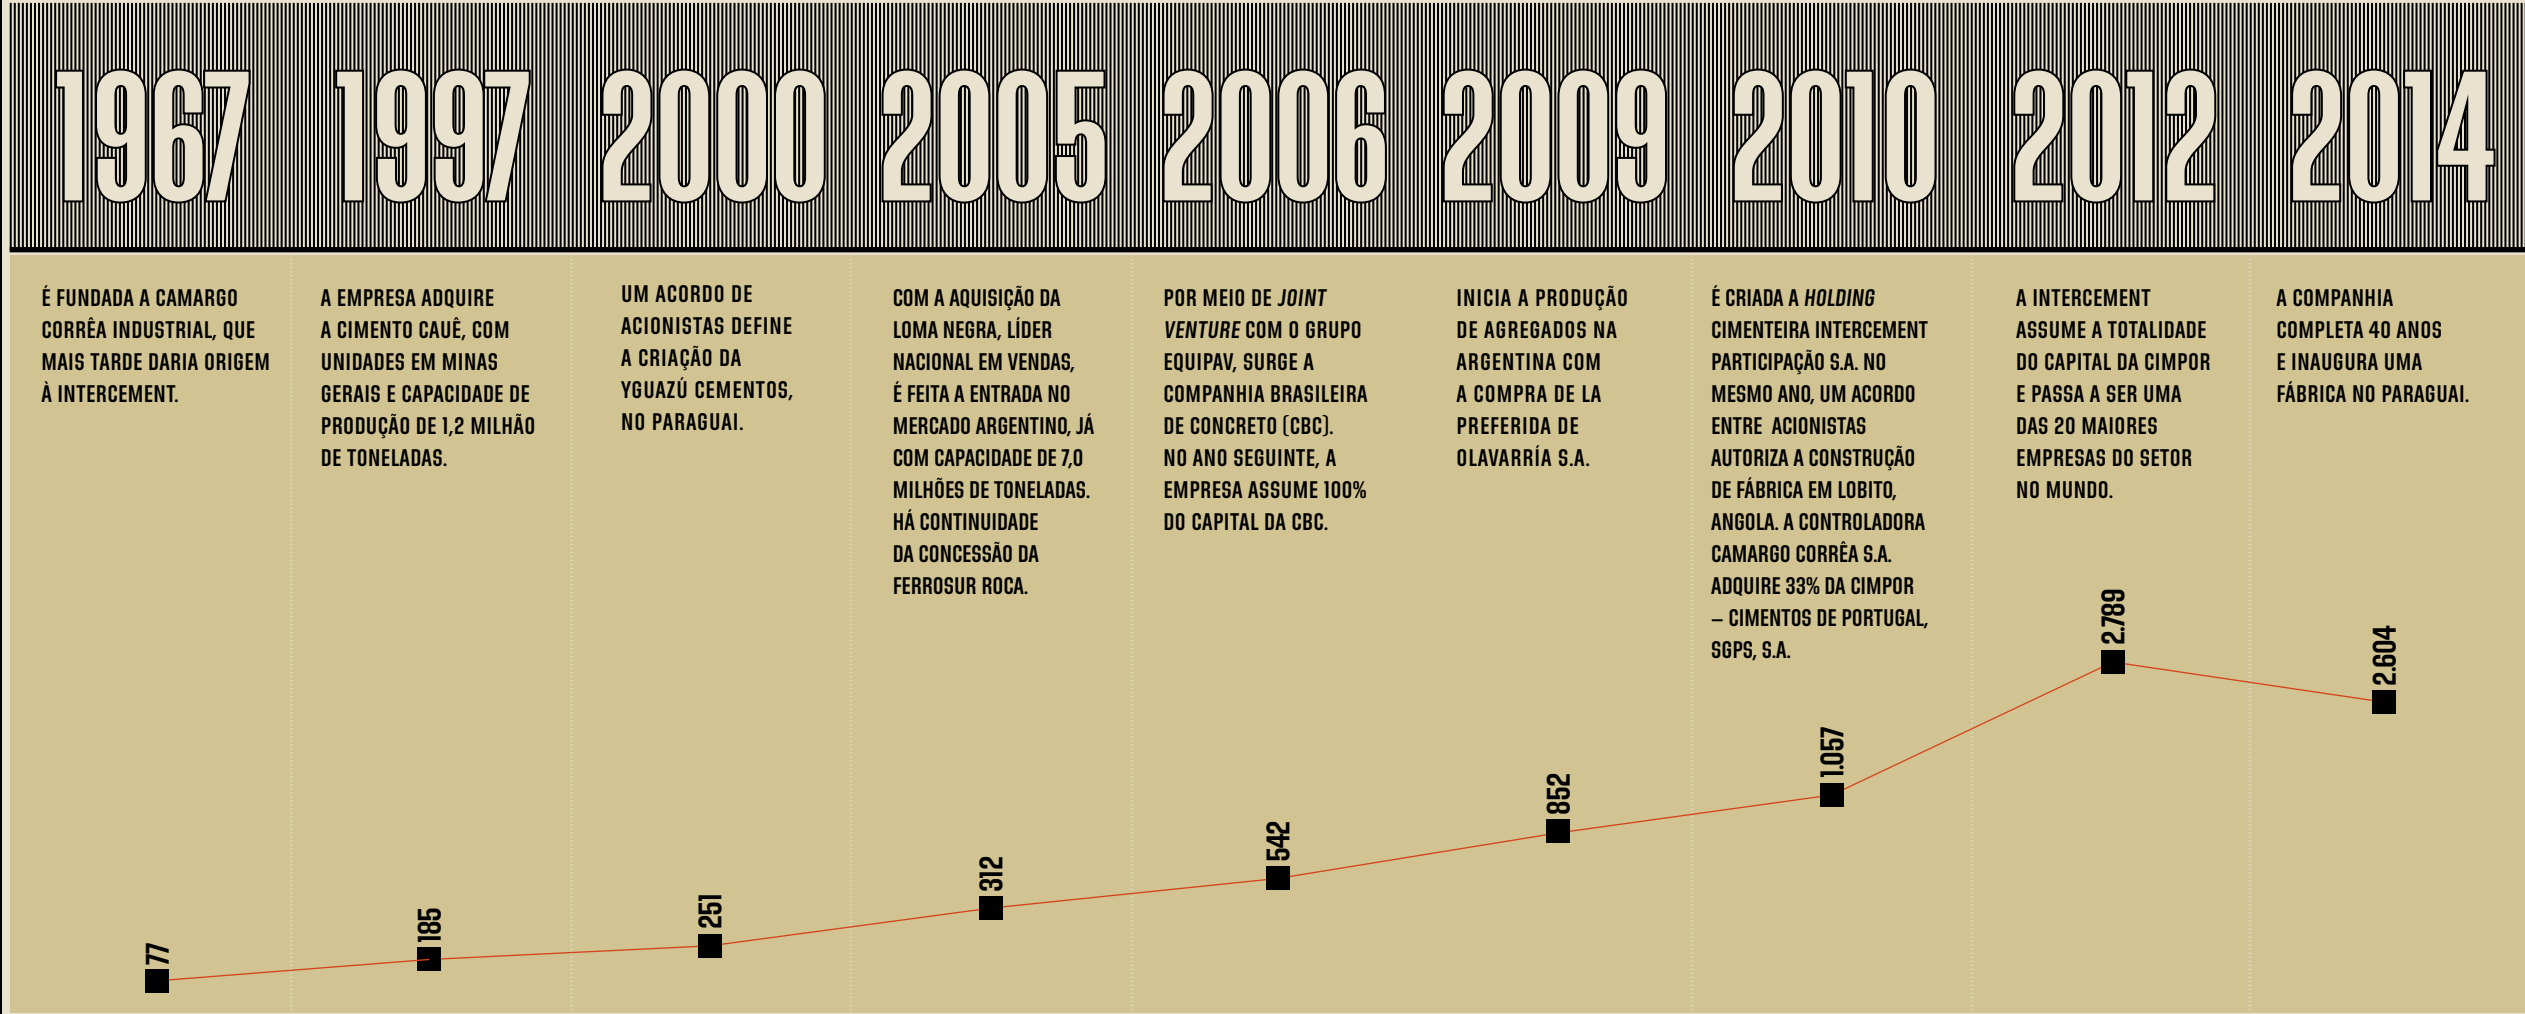 1967
1997
2000
2005
2006
2009
2010
2012
2014
É FUNDADA A CAMARGO
CORRÊA INDUSTRIAL, QUE
MAIS TARDE DARIA ORIGEM
À INTERCEMENT.
A EMPRESA ADQUIRE
A CIMENTO CAUÊ, COM
UNIDADES EM MINAS
GERAIS E CAPACIDADE DE
PRODUÇÃO DE 1,2 MILHÃO
DE TONELADAS.
UM ACORDO DE
ACIONISTAS DEFINE
A CRIAÇÃO DA
YGUAZÚ CEMENTOS,
NO PARAGUAI.
COM A AQUISIÇÃO DA
LOMA NEGRA, LÍDER
NACIONAL EM VENDAS,
É FEITA A ENTRADA NO
MERCADO ARGENTINO, JÁ
COM CAPACIDADE DE 7,0
MILHÕES DE TONELADAS.
HÁ CONTINUIDADE
DA CONCESSÃO DA
FERROSUR ROCA.
POR MEIO DE JOINT
VENTURE COM O GRUPO
EQUIPAV, SURGE A
COMPANHIA BRASILEIRA
DE CONCRETO (CBC).
NO ANO SEGUINTE, A
EMPRESA ASSUME 100%
DO CAPITAL DA CBC.
INICIA A PRODUÇÃO
DE AGREGADOS NA
ARGENTINA COM
A COMPRA DE LA
PREFERIDA DE
OLAVARRÍA S.A.
É CRIADA A HOLDING
CIMENTEIRA INTERCEMENT
PARTICIPAÇÃO S.A. NO
MESMO ANO, UM ACORDO
ENTRE ACIONISTAS
AUTORIZA A CONSTRUÇÃO
DE FÁBRICA EM LOBITO,
ANGOLA. A CONTROLADORA
CAMARGO CORRÊA S.A.
ADQUIRE 33% DA CIMPOR
– CIMENTOS DE PORTUGAL,
SGPS, S.A.
A INTERCEMENT
ASSUME A TOTALIDADE
DO CAPITAL DA CIMPOR
E PASSA A SER UMA
DAS 20 MAIORES
EMPRESAS DO SETOR
NO MUNDO.
A COMPANHIA
COMPLETA 40 ANOS
E INAUGURA UMA
FÁBRICA NO PARAGUAI.
77
185
251
312
542
852
1.057
2.789
2.604